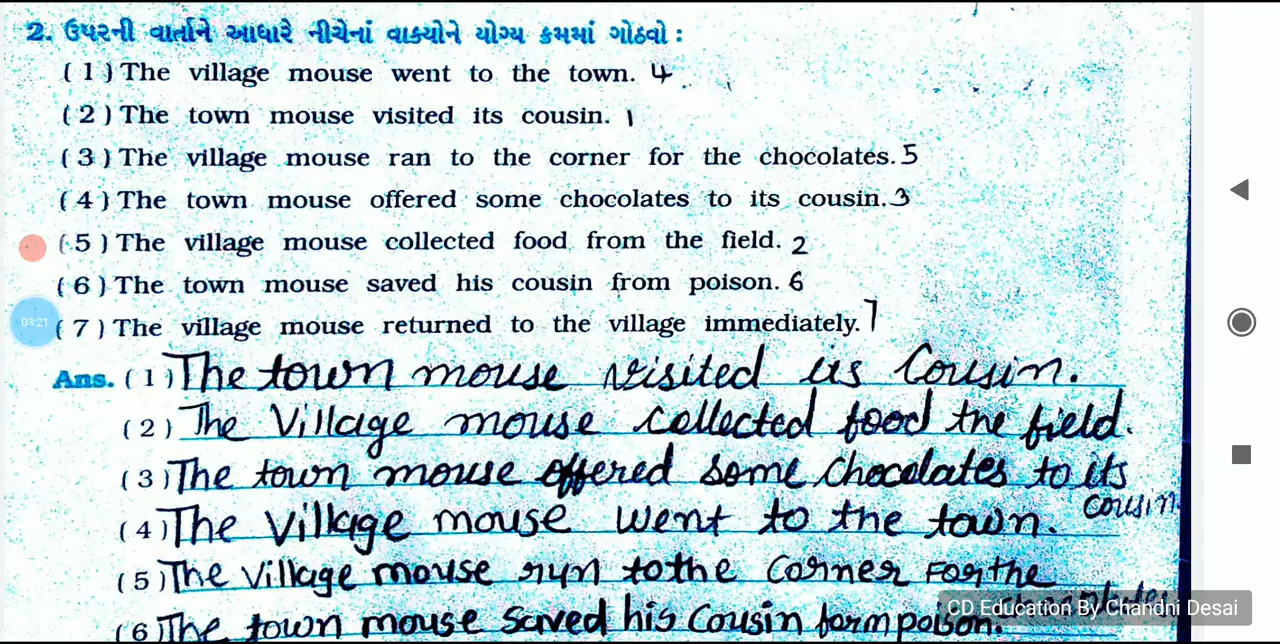 2. ઉપરની વાર્તાને આધારે નીચેનાં વાક્યોને યોગ્ય ક્રમમાં ગોઠવો :
( 1 ) The village mouse went to the town. 4
( 2 ) The town mouse visited its cousin. 1
( 3 ) The village mouse ran to the corner for the chocolates. 5
( 4 ) The town mouse offered some chocolates to its cousin. 3
( 5 ) The village mouse collected food from the field. 2
03:21
( 6 ) The town mouse saved his cousin from poison. 6
( 7 ) The village mouse returned to the village immediately. 7
Ans. ( 1 ) The town mouse visited its Cousin.
( 2 ) The Village mouse collected food the field.
( 3 ) The town mouse offered some chocolates to its
cousin.
( 4 ) The Village mouse went to the town.
( 5 ) The village mouse run to the Corner For the
CD Education By Chandni Desai
( 6 The town mouse saved his Cousin form poison.